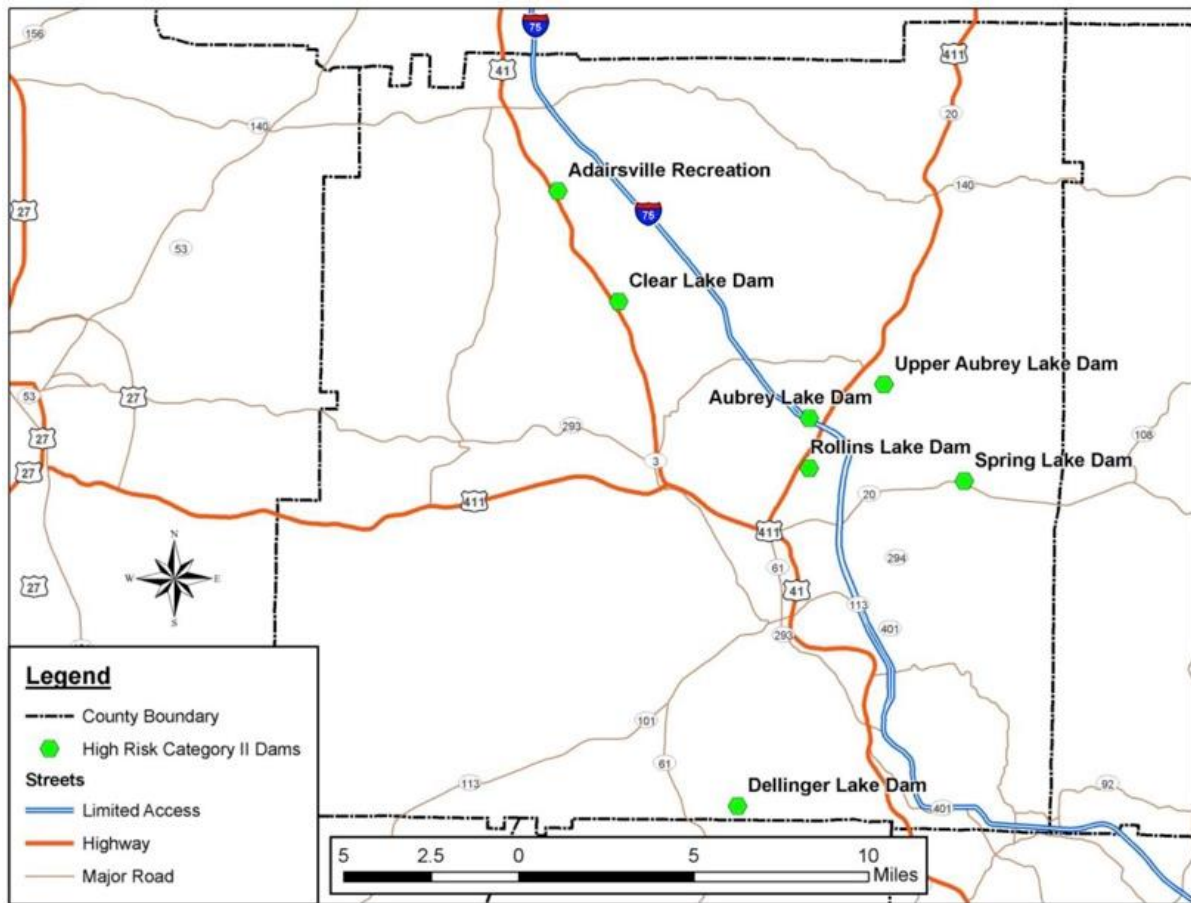 75
156
41
411
20
140
Adairsville Recreation
140
27
75
53
Clear Lake Dam
Upper Aubrey Lake Dam
53
27
Aubrey Lake Dam
293
108
27
Rollins Lake Dam
3
Spring Lake Dam
27
411
20
411
N
W E
S
61
294
27
41
113
401
293
Legend
County Boundary
High Risk Category II Dams
Streets
Limited Access
Highway
Major Road
101
61
113
92
Dellinger Lake Dam
401
5 2.5 0 5 10
Miles